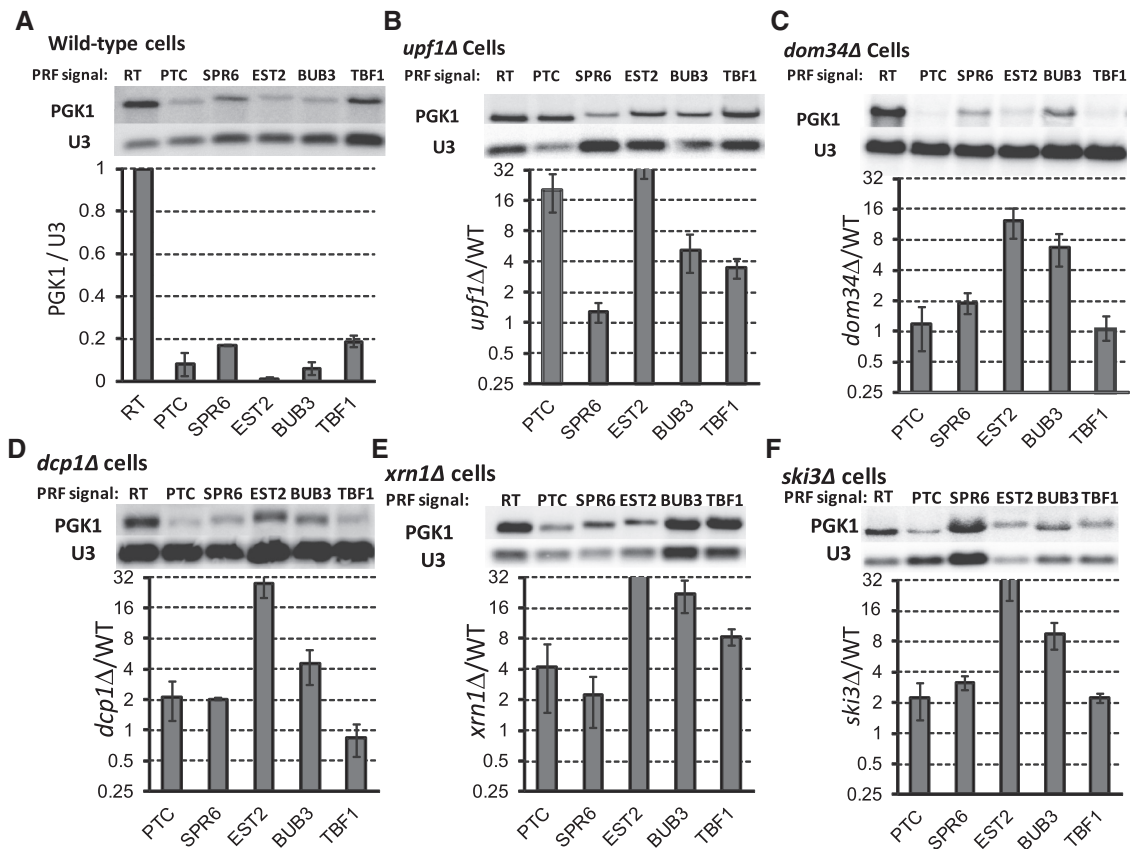 A
Wild-type cells
PRF signal: RT PTC SPR6 EST2 BUB3 TBF1
PGK1
U3
PGK1 / U3
1
0.8
0.6
0.4
0.2
0
RT PTC SPR6 EST2 BUB3 TBF1
B
upf1Δ Cells
PRF signal: RT PTC SPR6 EST2 BUB3 TBF1
PGK1
U3
upf1Δ/WT
32
16
8
4
2
1
0.5
0.25
PTC SPR6 EST2 BUB3 TBF1
C
dom34Δ Cells
PRF signal: RT PTC SPR6 EST2 BUB3 TBF1
PGK1
U3
dom34Δ/WT
32
16
8
4
2
1
0.5
0.25
PTC SPR6 EST2 BUB3 TBF1
D
dcp1Δ cells
PRF signal: RT PTC SPR6 EST2 BUB3 TBF1
PGK1
U3
dcp1Δ/WT
32
16
8
4
2
1
0.5
0.25
PTC SPR6 EST2 BUB3 TBF1
E
xrn1Δ cells
PRF signal: RT PTC SPR6 EST2 BUB3 TBF1
PGK1
U3
xrn1Δ/WT
32
16
8
4
2
1
0.5
0.25
PTC SPR6 EST2 BUB3 TBF1
F
ski3Δ cells
PRF signal: RT PTC SPR6 EST2 BUB3 TBF1
PGK1
U3
ski3Δ/WT
32
16
8
4
2
1
0.5
0.25
PTC SPR6 EST2 BUB3 TBF1